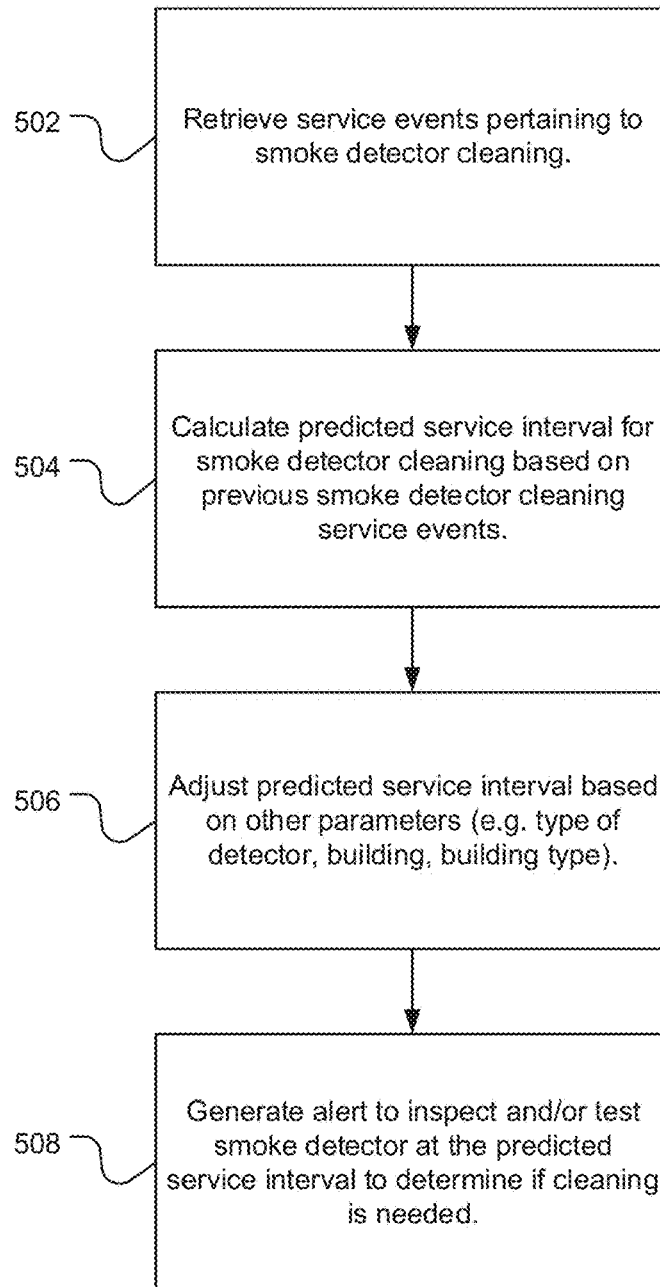 502
Retrieve service events pertaining to
smoke detector cleaning.
504
Calculate predicted service interval for
smoke detector cleaning based on
previous smoke detector cleaning
service events.
506
Adjust predicted service interval based
on other parameters (e.g. type of
detector, building, building type).
508
Generate alert to inspect and/or test
smoke detector at the predicted
service interval to determine if cleaning
is needed.